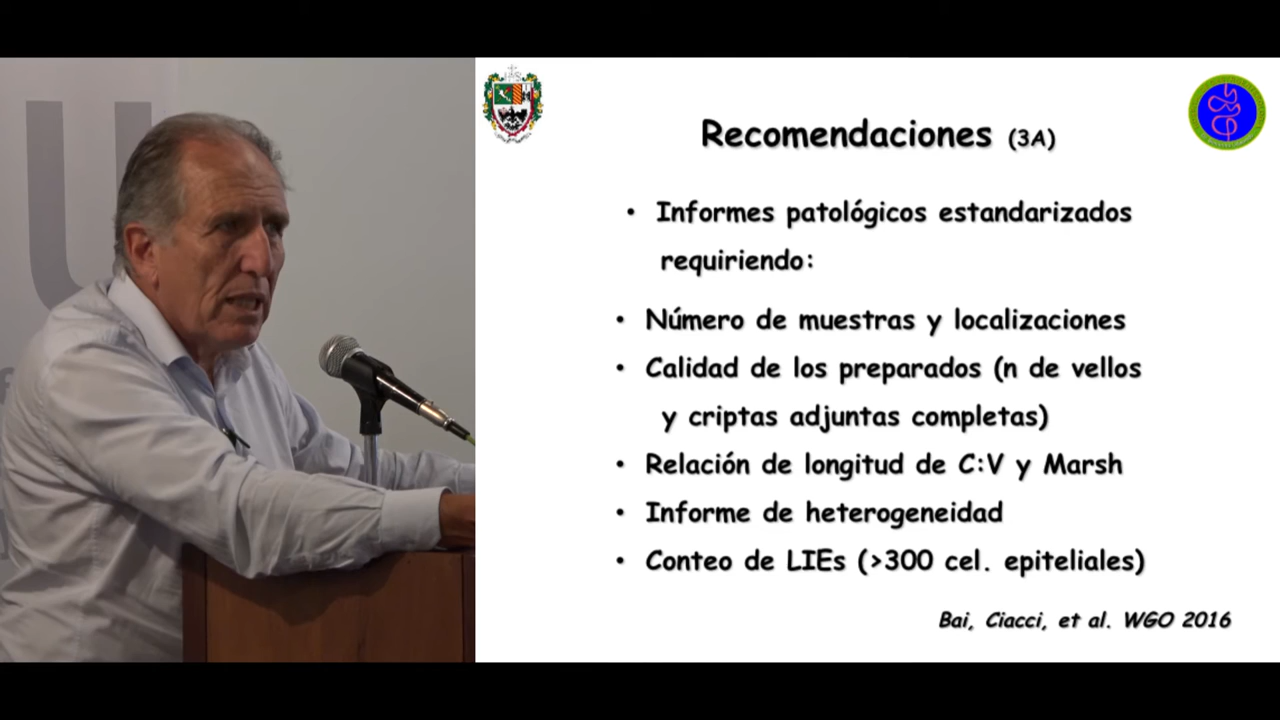 Recomendaciones (3A)
• Informes patológicos estandarizados
requiriendo:
• Número de muestras y localizaciones
• Calidad de los preparados (n de vellos
y criptas adjuntas completas)
• Relación de longitud de C:V y Marsh
• Informe de heterogeneidad
• Conteo de LIEs (>300 cel. epiteliales)
Bai, Ciacci, et al. WGO 2016
U